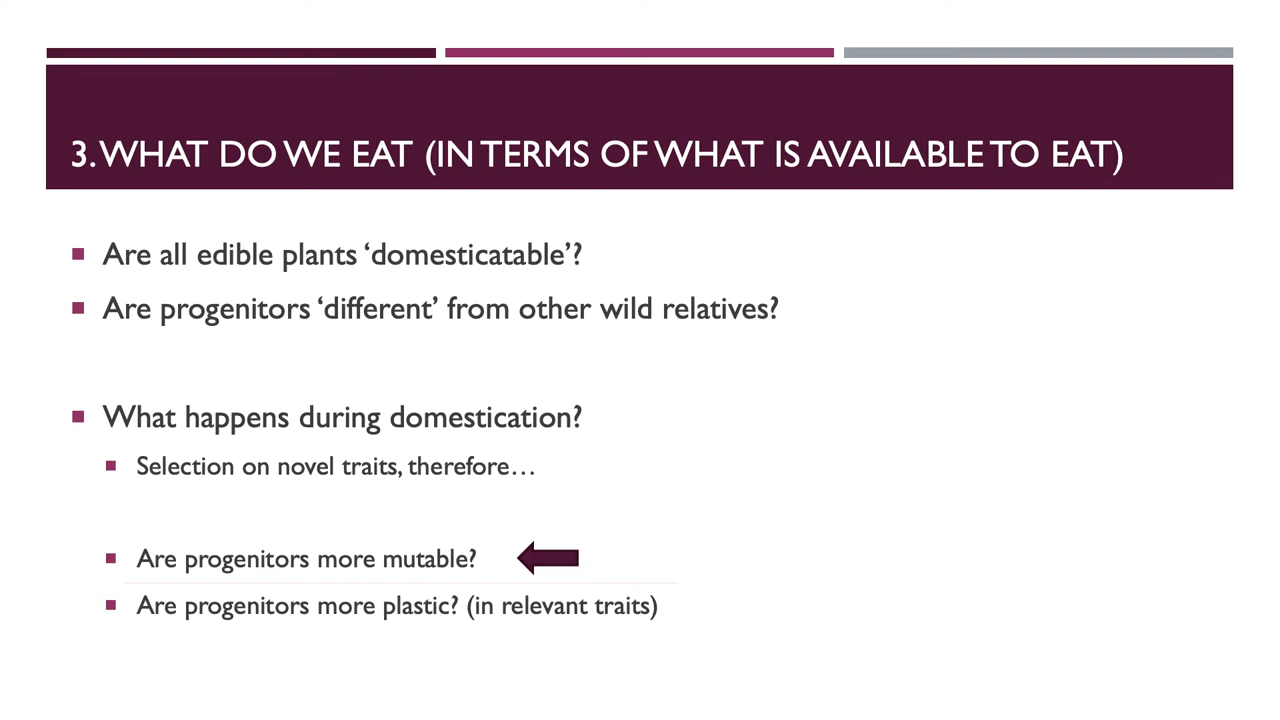 3. WHAT DO WE EAT (IN TERMS OF WHAT IS AVAILABLE TO EAT)
Are all edible plants ‘domesticatable’?
Are progenitors ‘different’ from other wild relatives?
What happens during domestication?
Selection on novel traits, therefore…
Are progenitors more mutable?
Are progenitors more plastic? (in relevant traits)